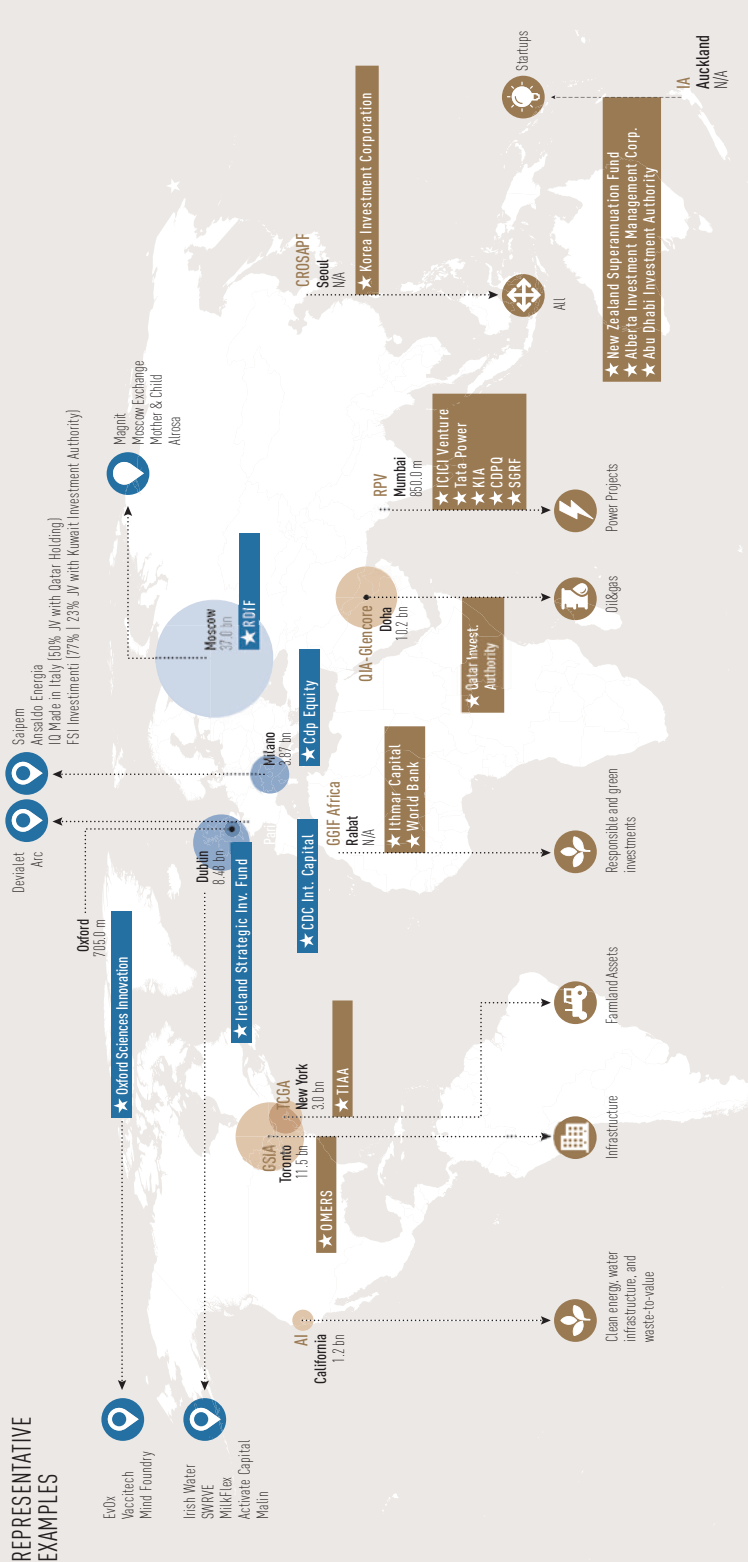 REPRESENTATIVE
EXAMPLES
EvOx
Vaccitech
Mind Foundry
Irish Water
SWRVE
MilkFlex
Activate Capital
Malin
★ Oxford Sciences Innovation
Oxford
705.0 m
Devialet
Arc
Saipem
Ansaldo Energia
IQ Made in Italy (50% JV with Qatar Holding)
FSI Investimenti (77% | 23% JV with Kuwait Investment Authority)
Magnit
Moscow Exchange
Mother & Child
Alrosa
Dublin
8.48 bn
★ Ireland Strategic Inv. Fund
★ CDC Int. Capital
Milano
3.87 bn
★ Cdp Equity
Moscow
37.0 bn
★ RDIF
AI
California
1.2 bn
Clean energy, water
infrastructure, and
waste-to-value
GSIA
Toronto
11.5 bn
★ OMERS
Infrastructure
TCGA
New York
3.0 bn
★ TIAA
Farmland Assets
GGIF Africa
Rabat
N/A
★ Ithmar Capital
★ World Bank
Responsible and green
investments
QIA-Glencore
Doha
10.2 bn
★ Qatar Invest.
Authority
Oil&gas
RPV
Mumbai
850.0 m
★ ICICI Venture
★ Tata Power
★ KIA
★ CDPQ
★ SGRF
Power Projects
CROSAPF
Seoul
N/A
★ Korea Investment Corporation
All
Startups
★ New Zealand Superannuation Fund
★ Alberta Investment Management Corp.
★ Abu Dhabi Investment Authority
IA
Auckland
N/A